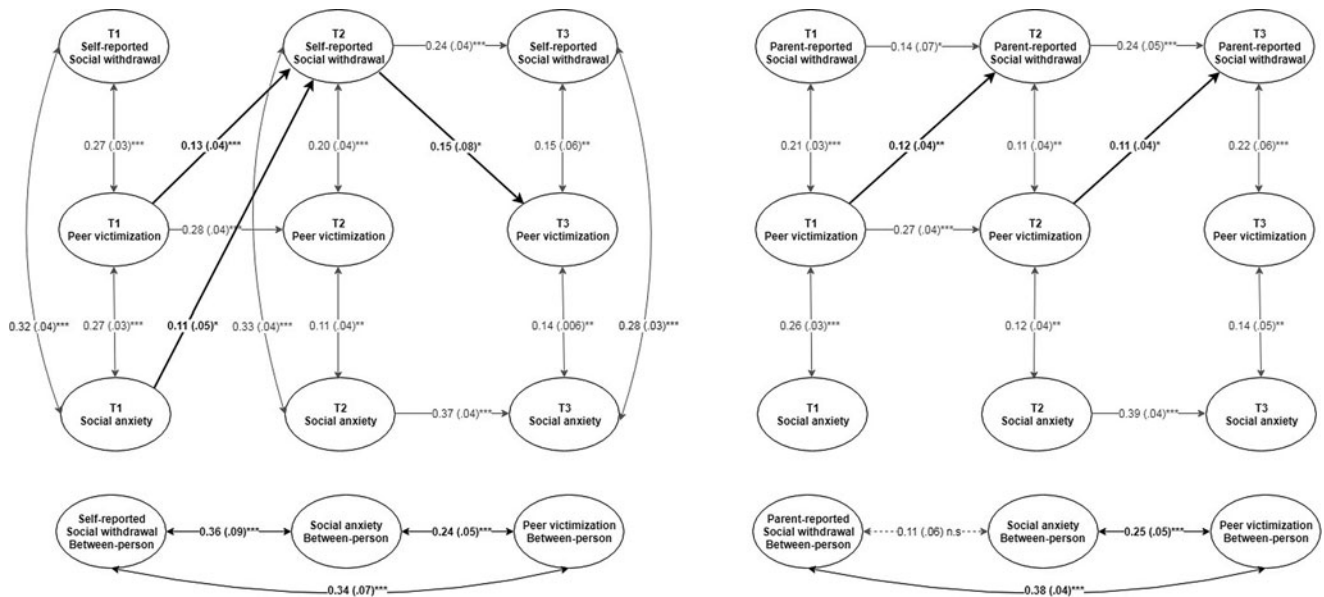 T1
Self-reported
Social withdrawal
0.24 (.04)***
T2
Self-reported
Social withdrawal
T3
Self-reported
Social withdrawal
0.27 (.03)***
0.13 (.04)***
0.20 (.04)***
0.15 (.08)*
0.15 (.06)**
T1
Peer victimization
0.28 (.04)***
T2
Peer victimization
T3
Peer victimization
0.32 (.04)***
0.27 (.03)***
0.11 (.05)*
0.33 (.04)***
0.11 (.04)**
0.14 (.006)**
0.28 (.03)***
T1
Social anxiety
T2
Social anxiety
0.37 (.04)***
T3
Social anxiety
Self-reported
Social withdrawal
Between-person
0.36 (.09)***
Social anxiety
Between-person
0.24 (.05)***
Peer victimization
Between-person
0.34 (.07)***
T1
Parent-reported
Social withdrawal
0.14 (.07)*
T2
Parent-reported
Social withdrawal
0.24 (.05)***
T3
Parent-reported
Social withdrawal
0.21 (.03)***
0.12 (.04)**
0.11 (.04)**
0.11 (.04)*
0.22 (.06)***
T1
Peer victimization
0.27 (.04)***
T2
Peer victimization
T3
Peer victimization
0.26 (.03)***
0.12 (.04)**
0.14 (.05)**
T1
Social anxiety
T2
Social anxiety
0.39 (.04)***
T3
Social anxiety
Parent-reported
Social withdrawal
Between-person
0.11 (.06) n.s
Social anxiety
Between-person
0.25 (.05)***
Peer victimization
Between-person
0.38 (.04)***